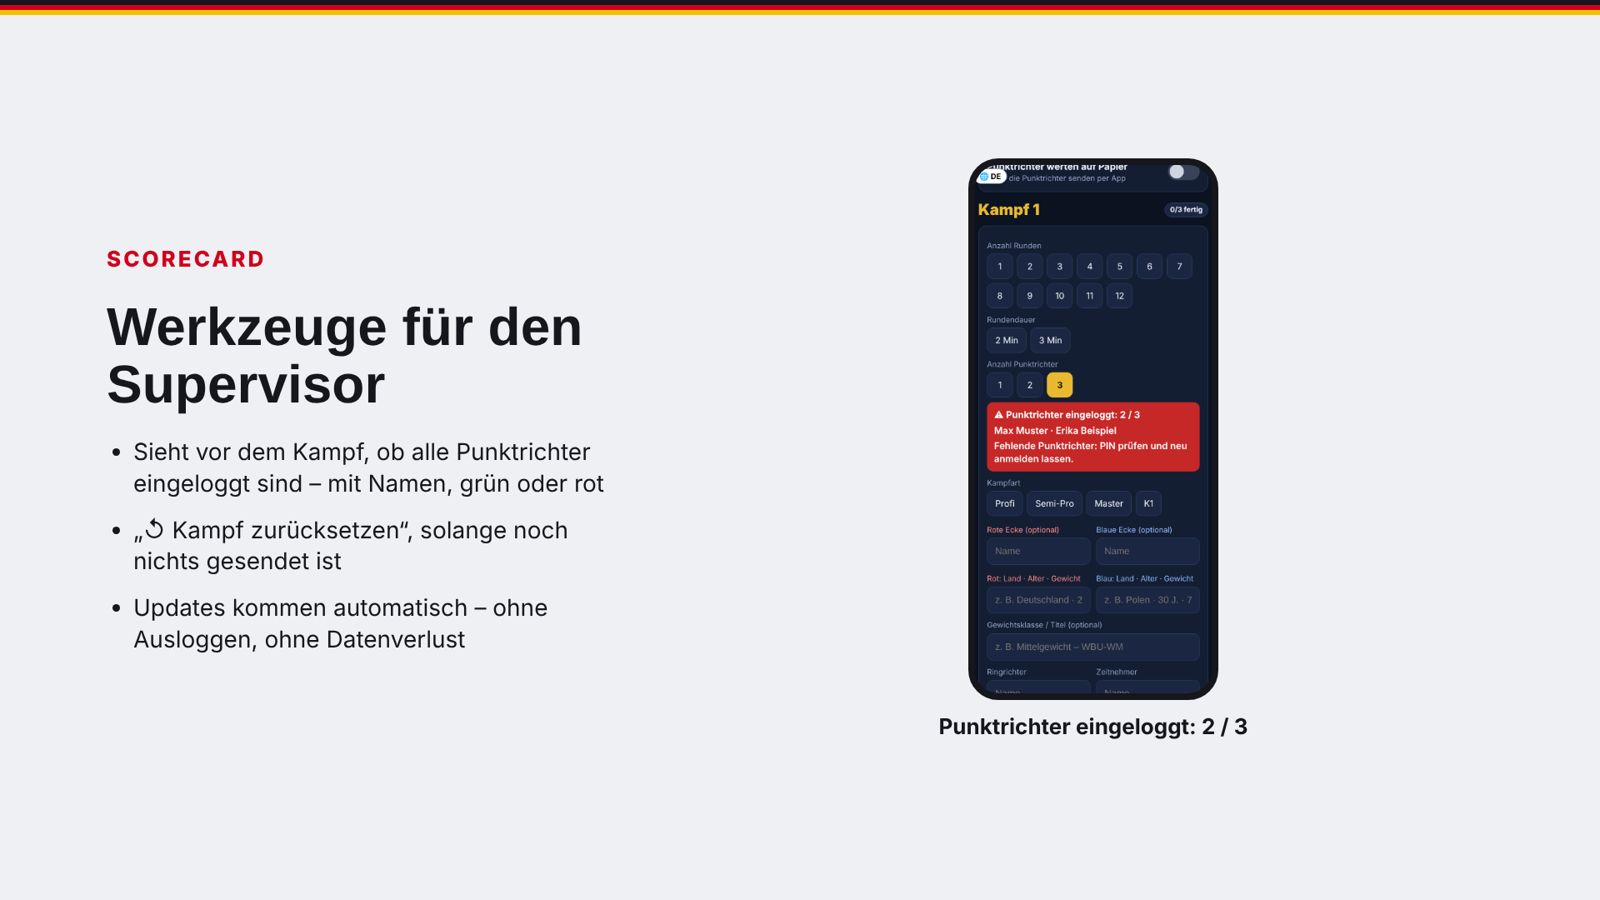 SCORECARD
Werkzeuge für den
Supervisor
• Sieht vor dem Kampf, ob alle Punktrichter
eingeloggt sind – mit Namen, grün oder rot
• „↺ Kampf zurücksetzen“, solange noch
nichts gesendet ist
• Updates kommen automatisch – ohne
Ausloggen, ohne Datenverlust
Punktrichter werten auf Papier
🌐 DE die Punktrichter senden per App
Kampf 1
0/3 fertig
Anzahl Runden
1 2 3 4 5 6 7
8 9 10 11 12
Rundendauer
2 Min 3 Min
Anzahl Punktrichter
1 2 3
⚠ Punktrichter eingeloggt: 2 / 3
Max Muster · Erika Beispiel
Fehlende Punktrichter: PIN prüfen und neu
anmelden lassen.
Kampfart
Profi Semi-Pro Master K1
Rote Ecke (optional) Blaue Ecke (optional)
Name Name
Rot: Land · Alter · Gewicht Blau: Land · Alter · Gewicht
z. B. Deutschland · 2 z. B. Polen · 30 J. · 7
Gewichtsklasse / Titel (optional)
z. B. Mittelgewicht – WBU-WM
Ringrichter Zeitnehmer
Name Name
Punktrichter eingeloggt: 2 / 3